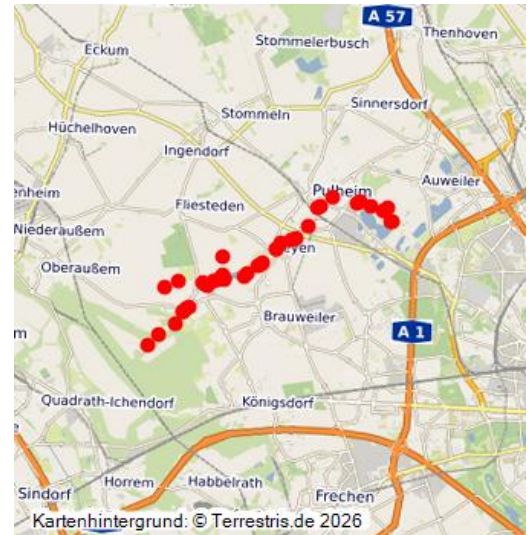 A 57
Thenhoven
Stommelerbusch
Eckum
Sinnersdorf
Stommeln
Hüchelhoven
Ingendorf
Auweiler
Pulheim
enheim
Fliesteden
Niederaußem
eyen
Oberaußem
Brauweiler
m
A 1
Quadrath-Ichendorf
Königsdorf
Horrem
Habbelrath
Sindorf
Frechen
Kartenhintergrund: © Terrestris.de 2026